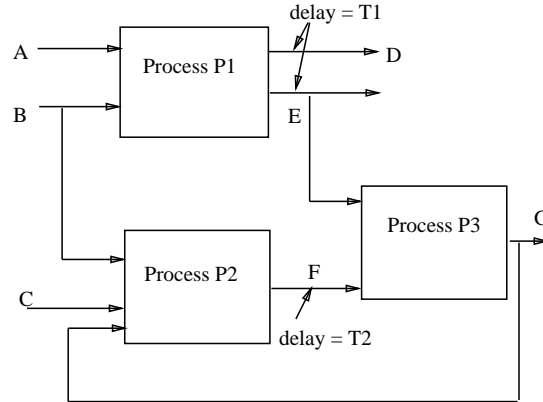 delay = T1
A
D
Process P1
B
E
Process P3
G
Process P2
F
C
delay = T2